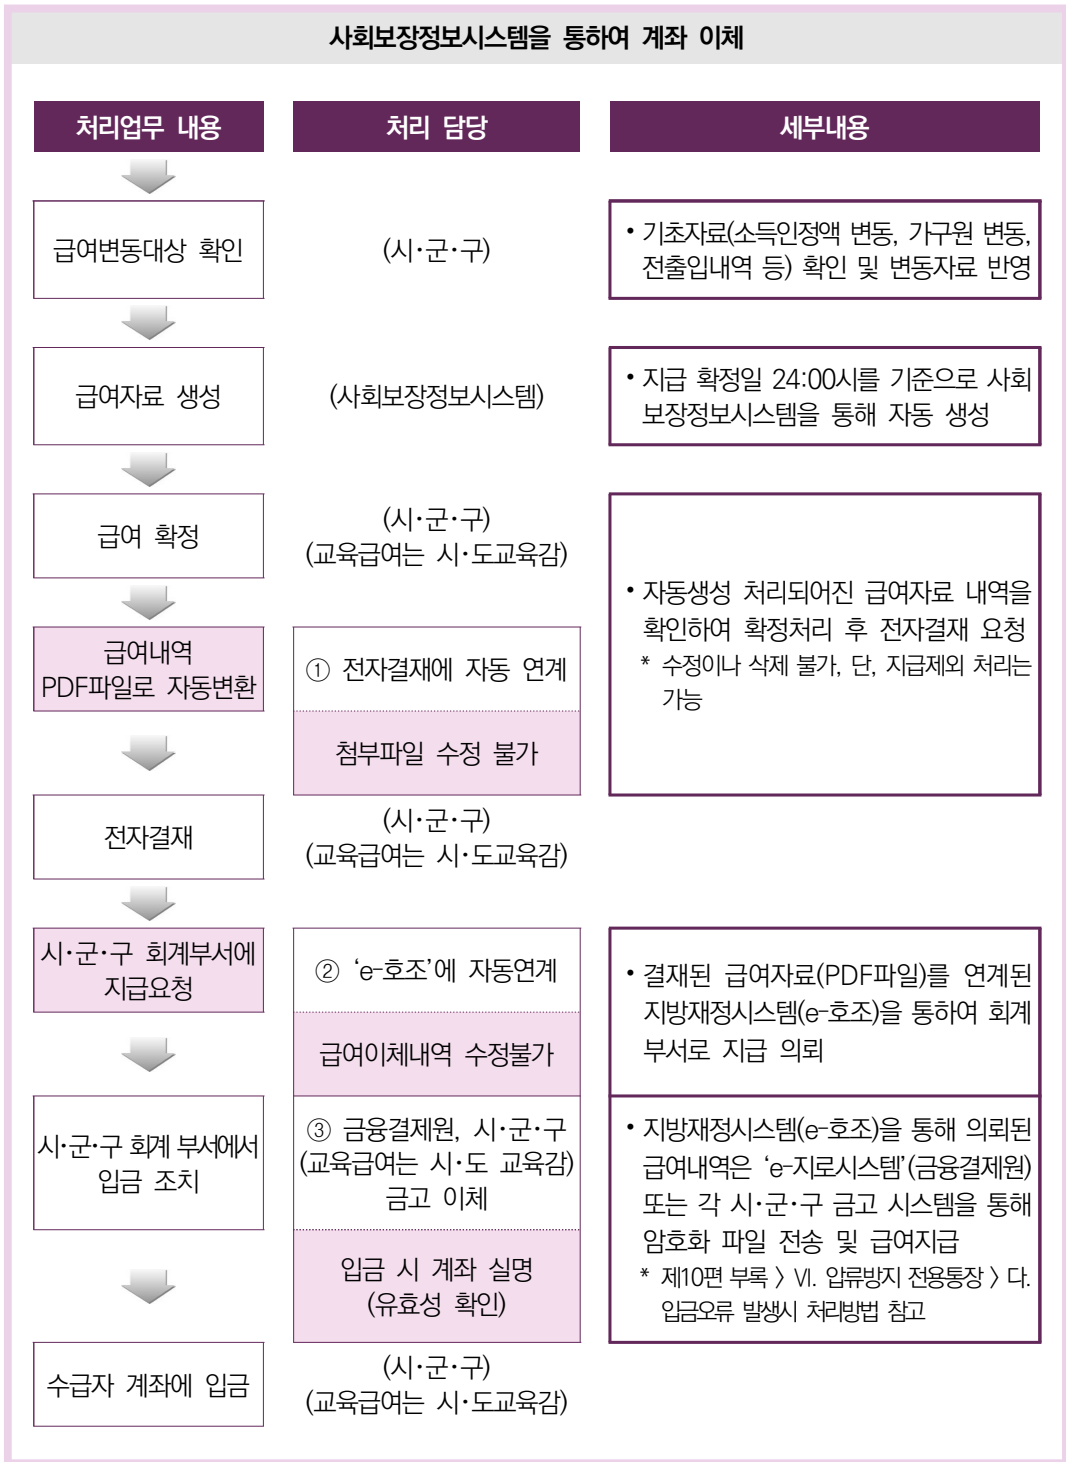 사회보장정보시스템을 통하여 계좌 이체
처리업무 내용
처리 담당
세부내용
급여변동대상 확인
(시·군·구)
• 기초자료(소득인정액 변동, 가구원 변동,
전출입내역 등) 확인 및 변동자료 반영
급여자료 생성
(사회보장정보시스템)
• 지급 확정일 24:00시를 기준으로 사회
보장정보시스템을 통해 자동 생성
급여 확정
(시·군·구)
(교육급여는 시·도교육감)
• 자동생성 처리되어진 급여자료 내역을
확인하여 확정처리 후 전자결재 요청
* 수정이나 삭제 불가, 단, 지급제외 처리는
가능
급여내역
PDF파일로 자동변환
① 전자결재에 자동 연계
첨부파일 수정 불가
전자결재
(시·군·구)
(교육급여는 시·도교육감)
시·군·구 회계부서에
지급요청
② ‘e-호조’에 자동연계
급여이체내역 수정불가
• 결재된 급여자료(PDF파일)를 연계된
지방재정시스템(e-호조)을 통하여 회계
부서로 지급 의뢰
시·군·구 회계 부서에서
입금 조치
③ 금융결제원, 시·군·구
(교육급여는 시·도 교육감)
금고 이체
입금 시 계좌 실명
(유효성 확인)
• 지방재정시스템(e-호조)을 통해 의뢰된
급여내역은 ‘e-지로시스템’(금융결제원)
또는 각 시·군·구 금고 시스템을 통해
암호화 파일 전송 및 급여지급
* 제10편 부록 > Ⅵ. 압류방지 전용통장 > 다.
입금오류 발생시 처리방법 참고
수급자 계좌에 입금
(시·군·구)
(교육급여는 시·도교육감)